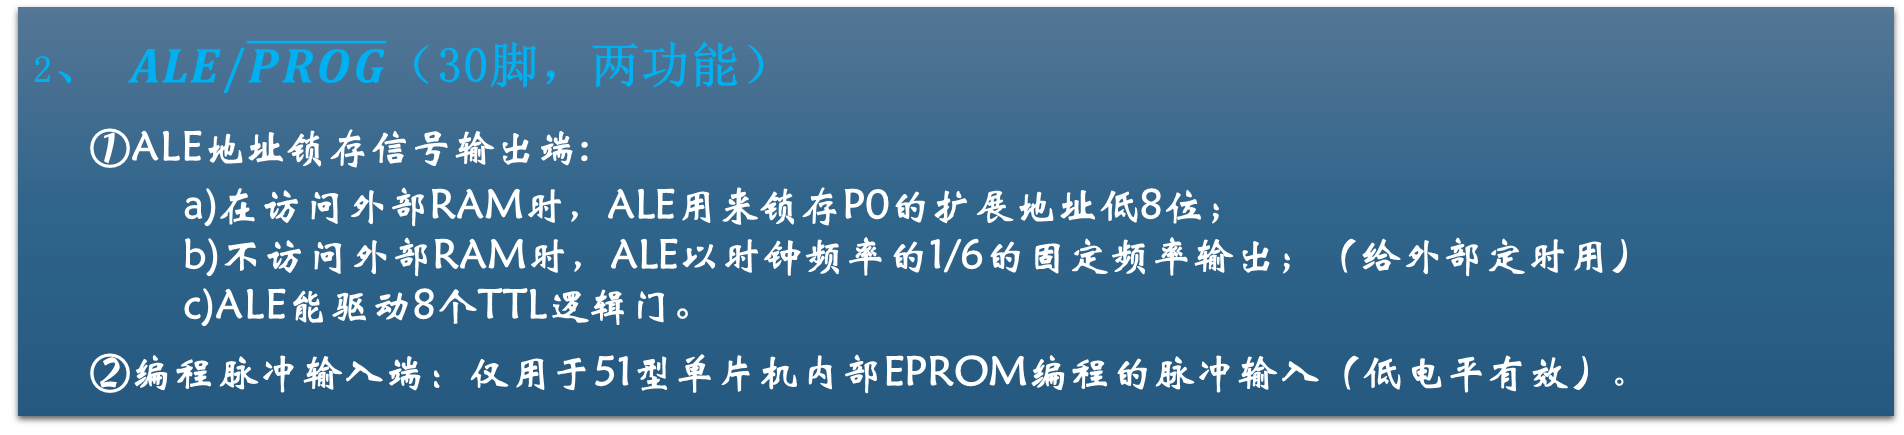 2、 ALE/P̅R̅O̅G̅（30脚，两功能）
①ALE地址锁存信号输出端:
a)在访问外部RAM时，ALE用来锁存P0的扩展地址低8位；
b)不访问外部RAM时，ALE以时钟频率的1/6的固定频率输出；（给外部定时用）
c)ALE能驱动8个TTL逻辑门。
②编程脉冲输入端：仅用于51型单片机内部EPROM编程的脉冲输入（低电平有效）。